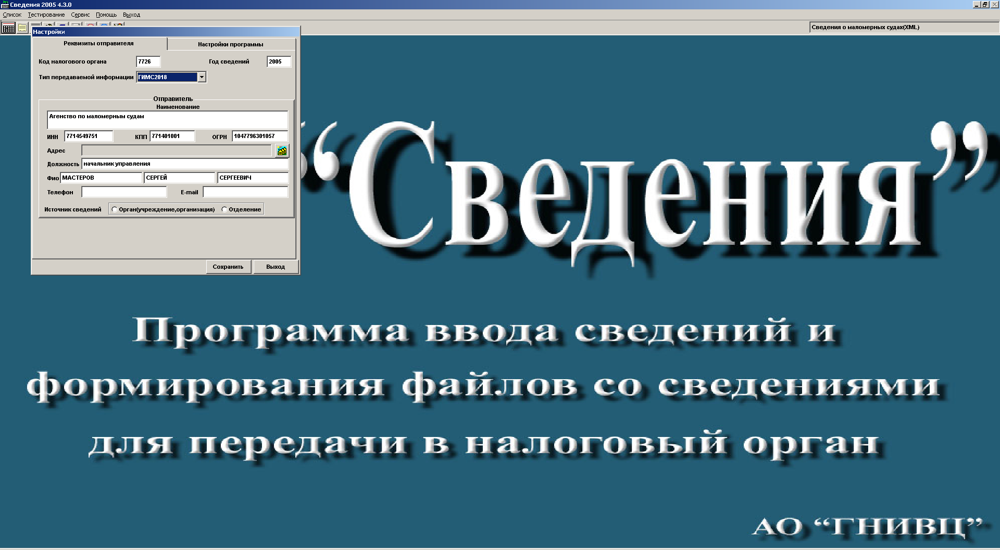 Сведения 2005 4.3.0
Список Тестирование Сервис Помощь Выход
Сведения о маломерных судах(XML)
Настройки
Реквизиты отправителя Настройки программы
Код налогового органа 7726 Год сведений 2005
Тип передаваемой информации ГИМС2018
Отправитель
Наименование
Агенство по маломерным судам
ИНН 7714549751 КПП 771401001 ОГРН 1047796301057
Адрес
Должность начальник управления
Фио МАСТЕРОВ СЕРГЕЙ СЕРГЕЕВИЧ
Телефон E-mail
Источник сведений Орган(учреждение,организация) Отделение
Сохранить Выход
“Сведения”
Программа ввода сведений и
формирования файлов со сведениями
для передачи в налоговый орган
АО “ГНИВЦ”